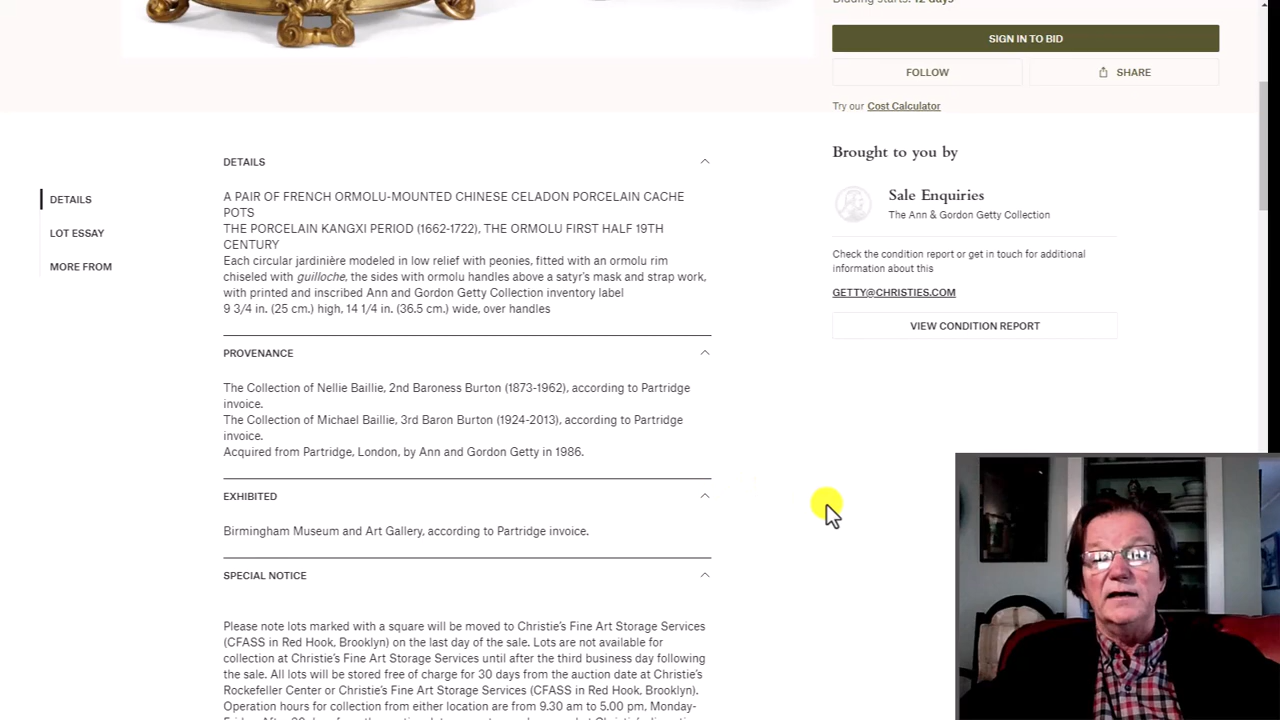 Bidding starts: 12 days
SIGN IN TO BID
FOLLOW
SHARE
Try our Cost Calculator
Brought to you by
Sale Enquiries
The Ann & Gordon Getty Collection
Check the condition report or get in touch for additional
information about this
GETTY@CHRISTIES.COM
VIEW CONDITION REPORT
DETAILS
LOT ESSAY
MORE FROM
DETAILS
A PAIR OF FRENCH ORMOLU-MOUNTED CHINESE CELADON PORCELAIN CACHE
POTS
THE PORCELAIN KANGXI PERIOD (1662-1722), THE ORMOLU FIRST HALF 19TH
CENTURY
Each circular jardinière modeled in low relief with peonies, fitted with an ormolu rim
chiseled with guilloche, the sides with ormolu handles above a satyr's mask and strap work,
with printed and inscribed Ann and Gordon Getty Collection inventory label
9 3/4 in. (25 cm.) high, 14 1/4 in. (36.5 cm.) wide, over handles
PROVENANCE
The Collection of Nellie Baillie, 2nd Baroness Burton (1873-1962), according to Partridge
invoice.
The Collection of Michael Baillie, 3rd Baron Burton (1924-2013), according to Partridge
invoice.
Acquired from Partridge, London, by Ann and Gordon Getty in 1986.
EXHIBITED
Birmingham Museum and Art Gallery, according to Partridge invoice.
SPECIAL NOTICE
Please note lots marked with a square will be moved to Christie's Fine Art Storage Services
(CFASS in Red Hook, Brooklyn) on the last day of the sale. Lots are not available for
collection at Christie's Fine Art Storage Services until after the third business day following
the sale. All lots will be stored free of charge for 30 days from the auction date at Christie's
Rockefeller Center or Christie's Fine Art Storage Services (CFASS in Red Hook, Brooklyn).
Operation hours for collection from either location are from 9.30 am to 5.00 pm, Monday-